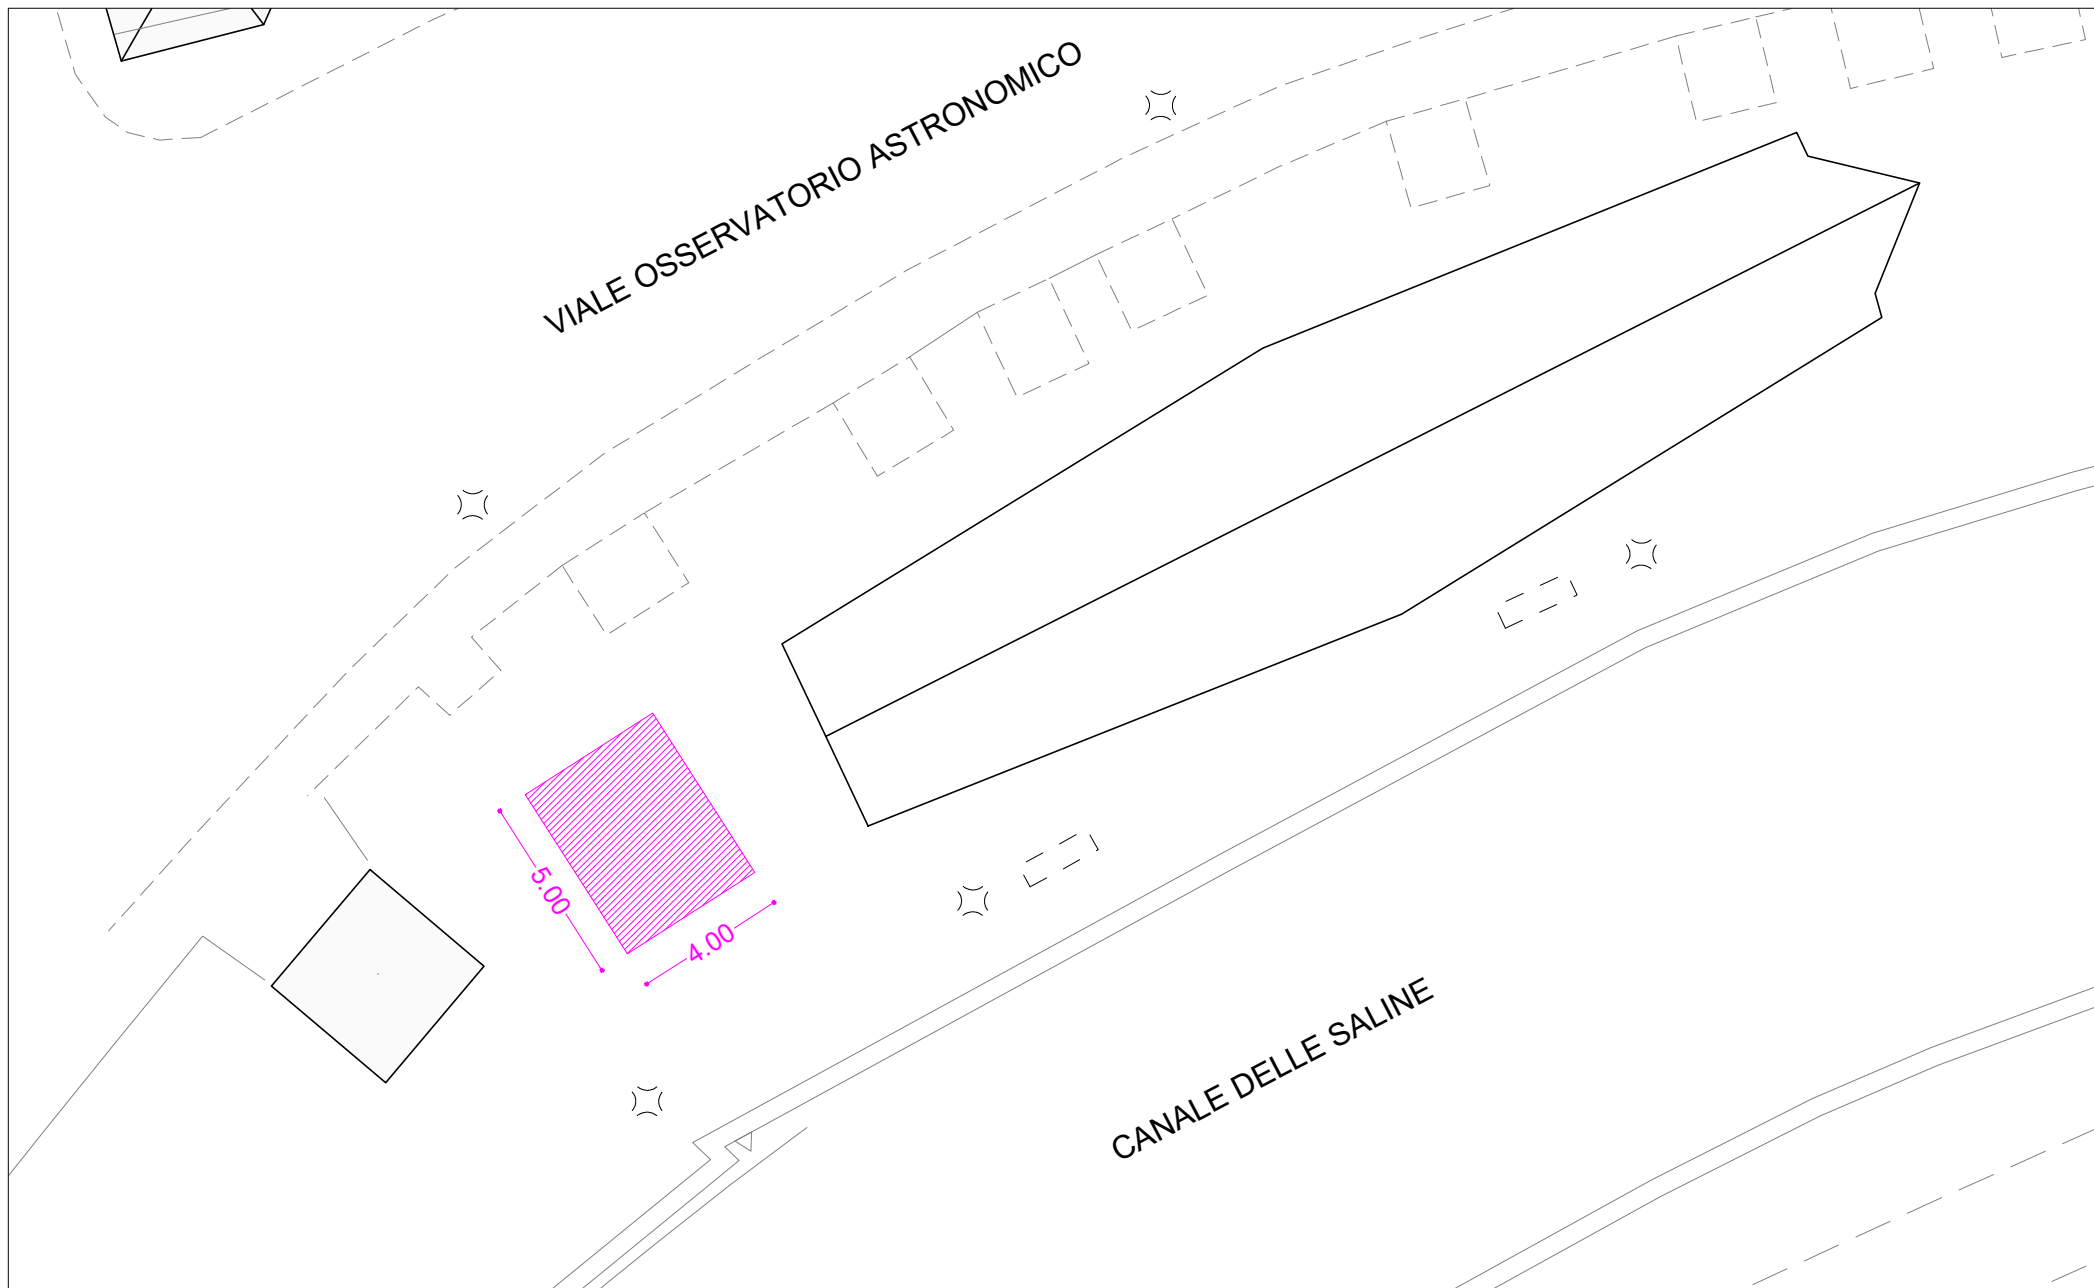 VIALE OSSERVATORIO ASTRONOMICO
5.00
4.00
CANALE DELLE SALINE